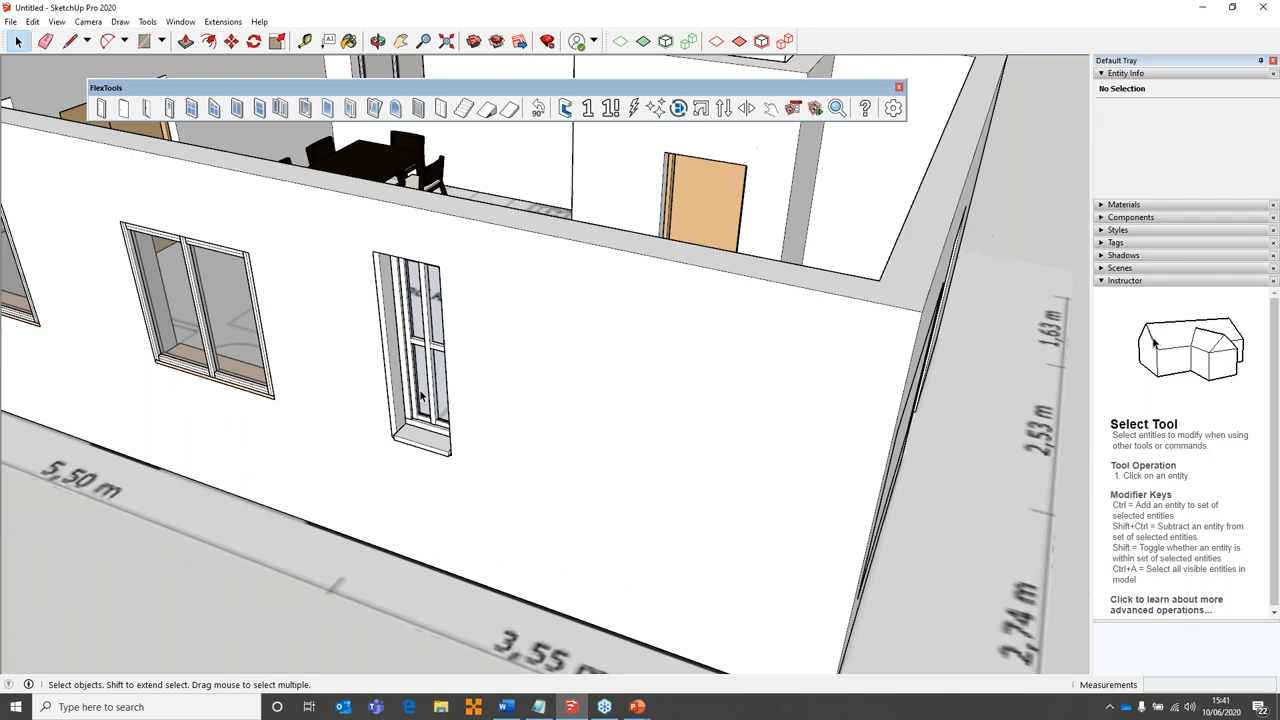 Untitled - SketchUp Pro 2020
File Edit View Camera Draw Tools Window Extensions Help
Default Tray
Entity Info
No Selection
FlexTools
90°
1 1! ?
Materials
Components
Styles
Tags
Shadows
Scenes
Instructor
1,63 m
2,53 m
2,74 m
5,50 m
3,55 m
Select Tool
Select entities to modify when using
other tools or commands.
Tool Operation
1. Click on an entity.
Modifier Keys
Ctrl = Add an entity to set of
selected entities
Shift+Ctrl = Subtract an entity from
set of selected entities
Shift = Toggle whether an entity is
within set of selected entities
Ctrl+A = Select all visible entities in
model
Click to learn about more
advanced operations...
Select objects. Shift to extend select. Drag mouse to select multiple.
Measurements
Type here to search
15:41
10/06/2020
22